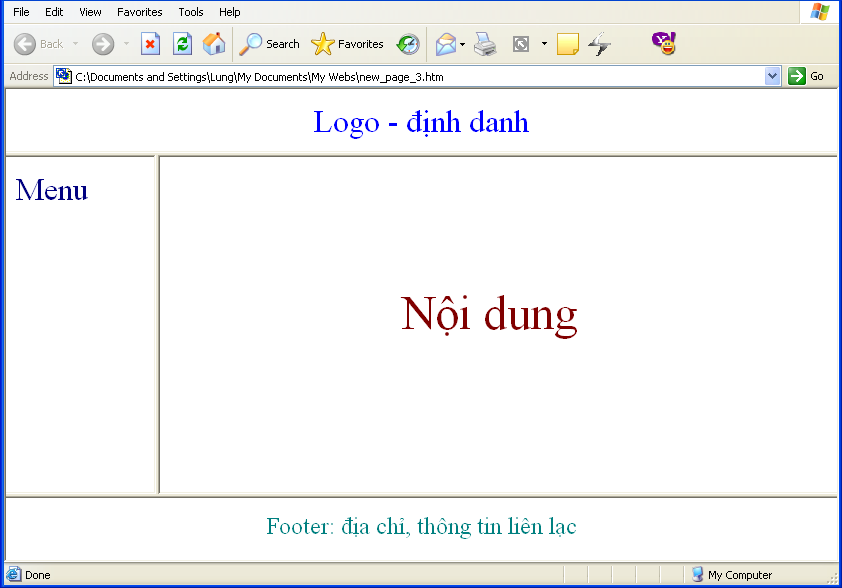 File Edit View Favorites Tools Help
Back Search Favorites
Address C:\Documents and Settings\Lung\My Documents\My Webs\new_page_3.htm Go
Logo - định danh
Menu
Nội dung
Footer: địa chỉ, thông tin liên lạc
Done My Computer